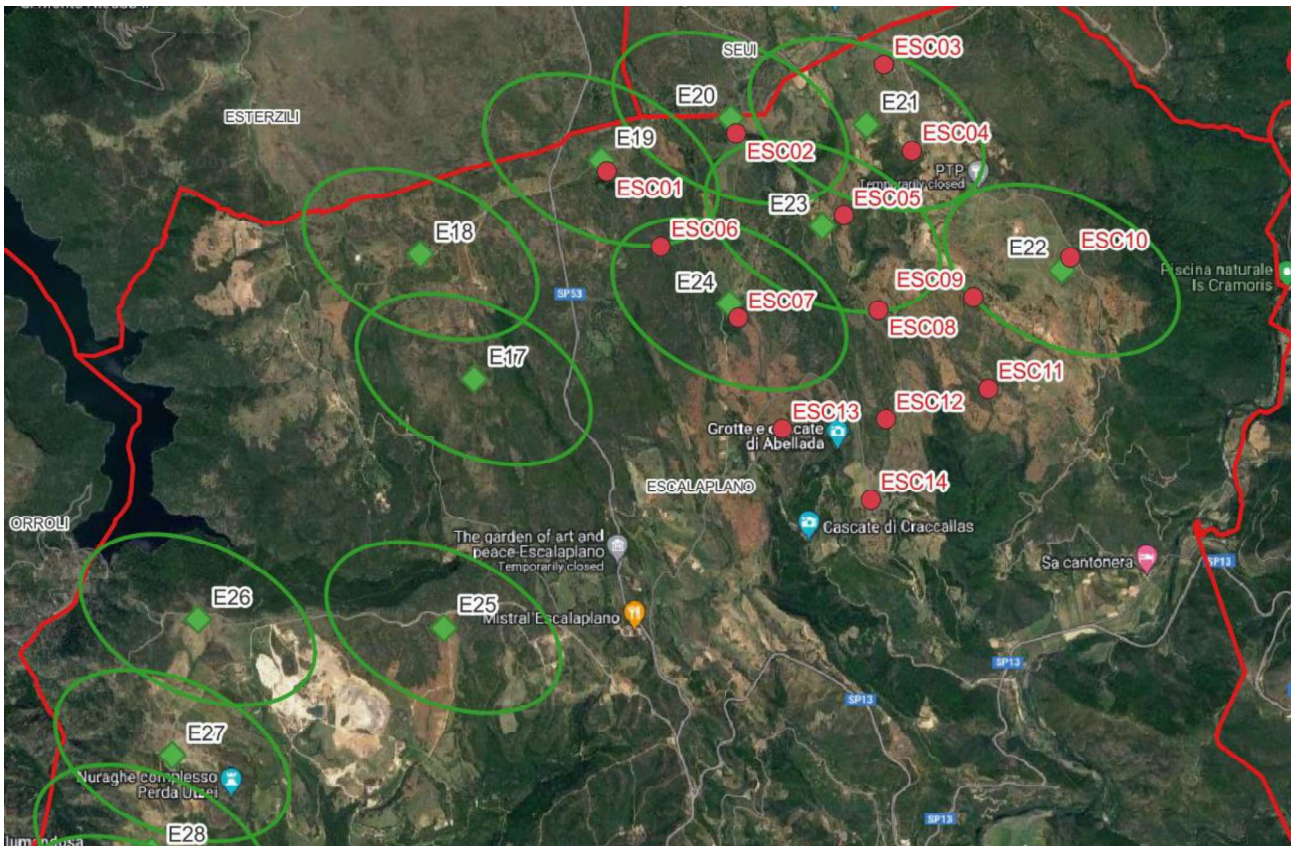 ESC03
SEUI
E20
E21
ESTERZILI
ESC02
ESC04
E19
PTP
Temporarily closed
ESC01
E23
ESC05
E18
ESC06
E22
ESC10
Piscina naturale
Is Cramoris
E24
ESC09
SP53
ESC07
ESC08
E17
ESC11
ESC12
ESC13
Grotte e cascate
di Abellada
ESCALAPLANO
ESC14
ORROLI
Cascate di Craccallas
The garden of art and
peace-Escalaplano
Temporarily closed
Sa cantonera
SP13
E26
E25
Mistral Escalaplano
SP13
SP13
E27
Nuraghe complesso
Perda Utzei
SP13
E28